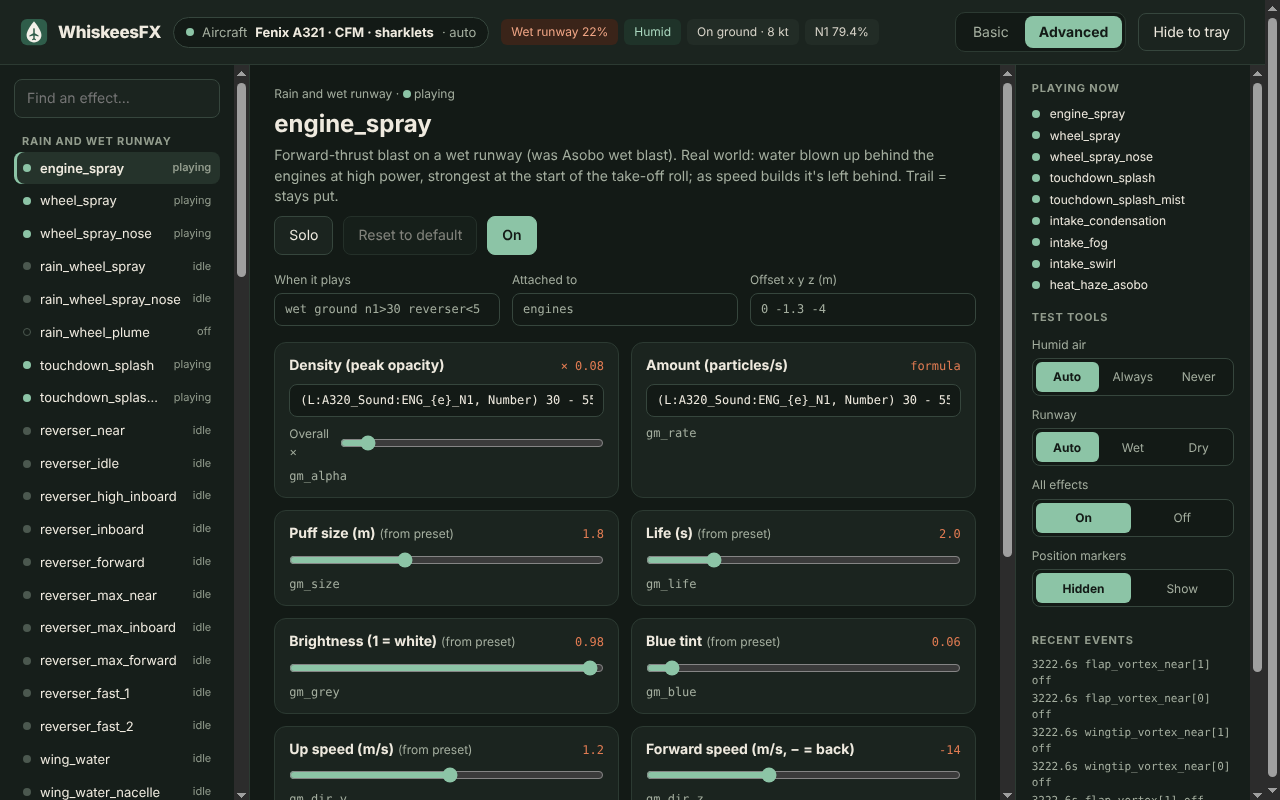 WhiskeesFX
Aircraft Fenix A321 · CFM · sharklets · auto
Wet runway 22%
Humid
On ground · 8 kt
N1 79.4%
Basic
Advanced
Hide to tray
Find an effect...
RAIN AND WET RUNWAY
engine_spray playing
wheel_spray playing
wheel_spray_nose playing
rain_wheel_spray idle
rain_wheel_spray_nose idle
rain_wheel_plume off
touchdown_splash playing
touchdown_splas... playing
reverser_near idle
reverser_idle idle
reverser_high_inboard idle
reverser_inboard idle
reverser_forward idle
reverser_max_near idle
reverser_max_inboard idle
reverser_max_forward idle
reverser_fast_1 idle
reverser_fast_2 idle
wing_water idle
wing_water_nacelle idle
Rain and wet runway · playing
engine_spray
Forward-thrust blast on a wet runway (was Asobo wet blast). Real world: water blown up behind the
engines at high power, strongest at the start of the take-off roll; as speed builds it's left behind. Trail =
stays put.
Solo
Reset to default
On
When it plays
wet ground n1>30 reverser<5
Attached to
engines
Offset x y z (m)
0 -1.3 -4
Density (peak opacity) × 0.08
(L:A320_Sound:ENG_{e}_N1, Number) 30 - 55
Overall
×
gm_alpha
Amount (particles/s) formula
(L:A320_Sound:ENG_{e}_N1, Number) 30 - 55
gm_rate
Puff size (m) (from preset) 1.8
gm_size
Life (s) (from preset) 2.0
gm_life
Brightness (1 = white) (from preset) 0.98
gm_grey
Blue tint (from preset) 0.06
gm_blue
Up speed (m/s) (from preset) 1.2
gm_dir_y
Forward speed (m/s, − = back) -14
gm_dir_z
PLAYING NOW
engine_spray
wheel_spray
wheel_spray_nose
touchdown_splash
touchdown_splash_mist
intake_condensation
intake_fog
intake_swirl
heat_haze_asobo
TEST TOOLS
Humid air
Auto Always Never
Runway
Auto Wet Dry
All effects
On Off
Position markers
Hidden Show
RECENT EVENTS
3222.6s flap_vortex_near[1]
off
3222.6s flap_vortex_near[0]
off
3222.6s wingtip_vortex_near[1]
off
3222.6s wingtip_vortex_near[0]
off
3222.6s flap_vortex[1] off